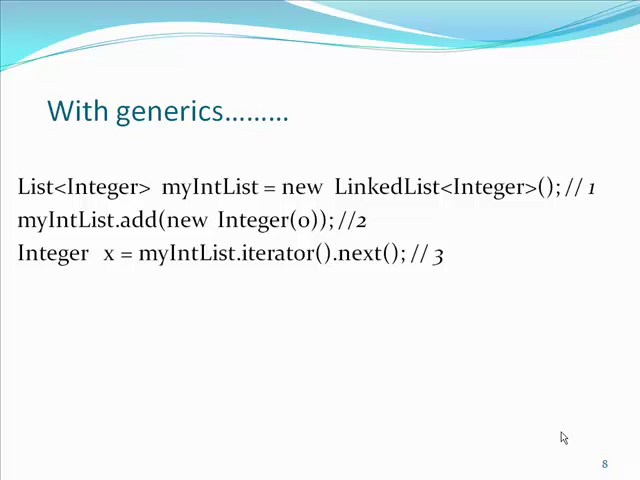 With generics.........
List<Integer> myIntList = new LinkedList<Integer>(); // 1
myIntList.add(new Integer(0)); //2
Integer x = myIntList.iterator().next(); // 3
8